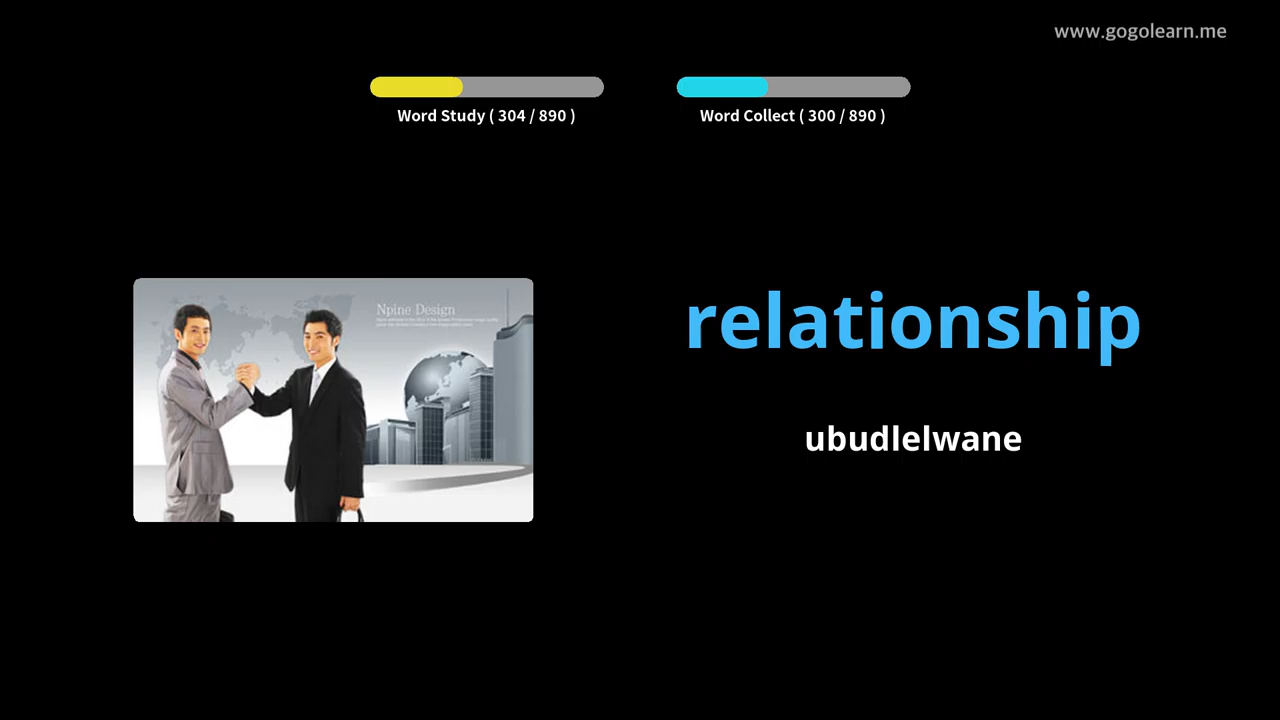 www.gogolearn.me
Word Study ( 304 / 890 )
Word Collect ( 300 / 890 )
Npine Design
relationship
ubudlelwane